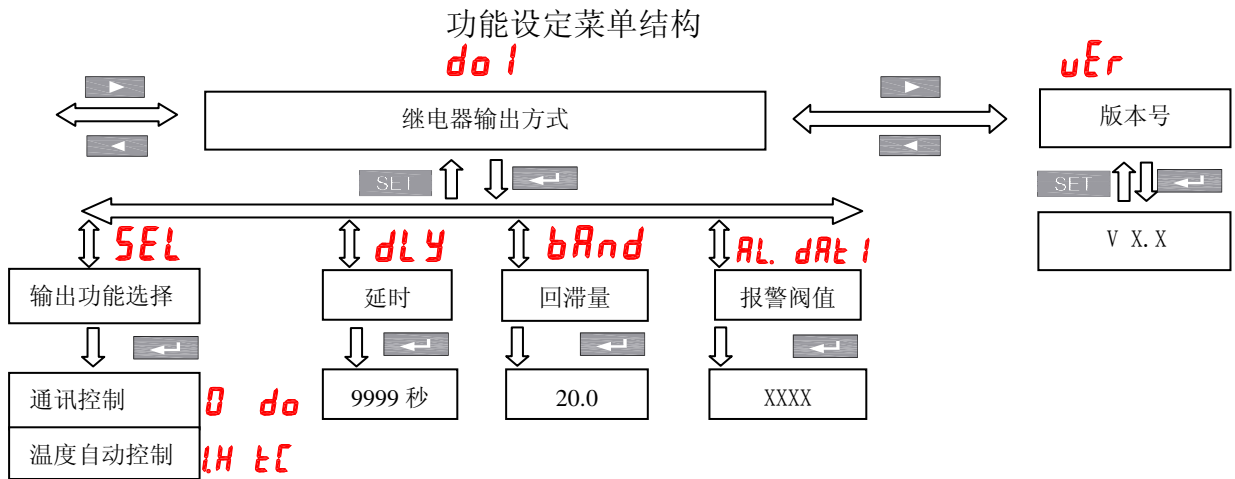 功能设定菜单结构
do1
uEr
继电器输出方式
版本号
SET
SET
SEL
dLY
bAnd
AL. dAt1
V X.X
输出功能选择
延时
回滞量
报警阀值
通讯控制
0 do
9999 秒
20.0
XXXX
温度自动控制
1.H tC